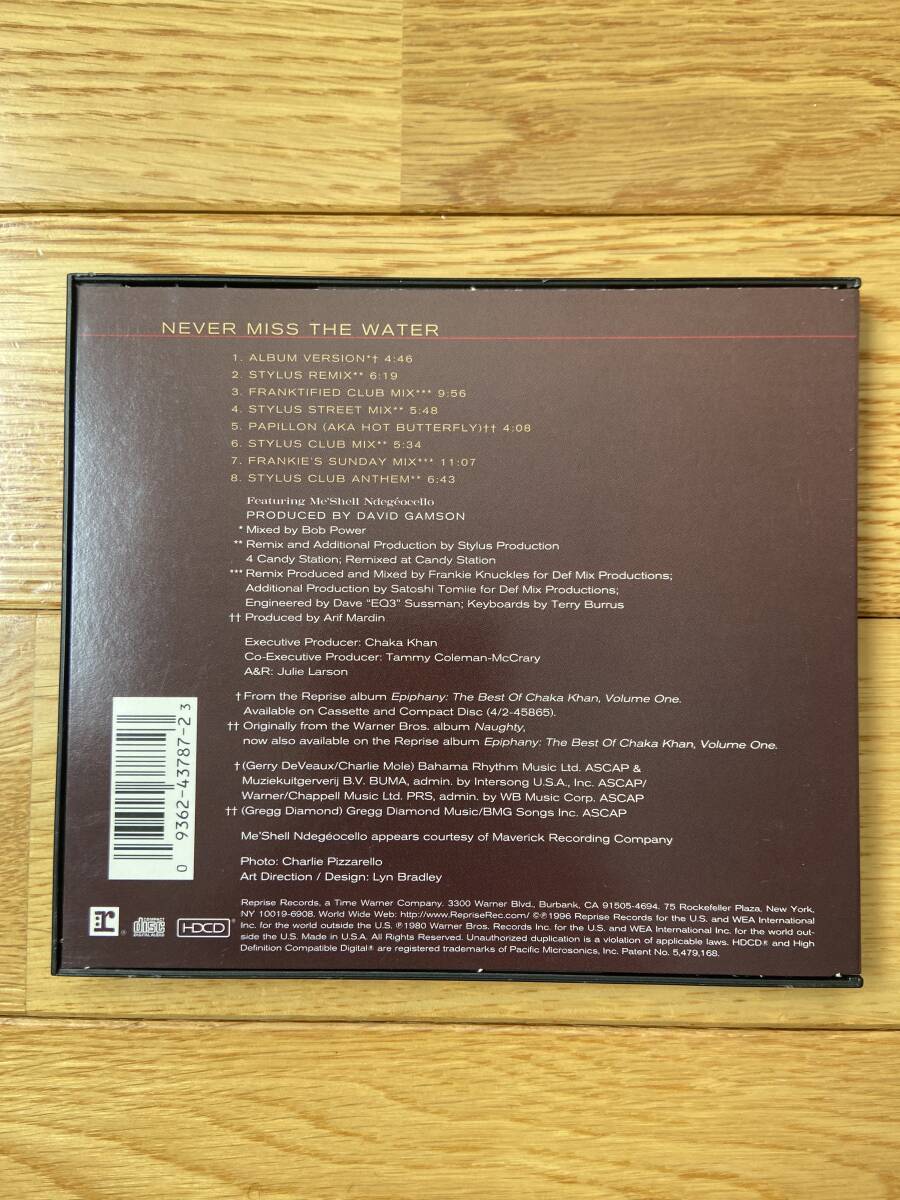 NEVER MISS THE WATER
1. ALBUM VERSION*† 4:46
2. STYLUS REMIX** 6:19
3. FRANKTIFIED CLUB MIX*** 9:56
4. STYLUS STREET MIX** 5:48
5. PAPILLON (AKA HOT BUTTERFLY)†† 4:08
6. STYLUS CLUB MIX** 5:34
7. FRANKIE'S SUNDAY MIX*** 11:07
8. STYLUS CLUB ANTHEM** 6:43
Featuring Me'Shell Ndegéocello
PRODUCED BY DAVID GAMSON
* Mixed by Bob Power
** Remix and Additional Production by Stylus Production
4 Candy Station; Remixed at Candy Station
*** Remix Produced and Mixed by Frankie Knuckles for Def Mix Productions;
Additional Production by Satoshi Tomiie for Def Mix Productions;
Engineered by Dave "EQ3" Sussman; Keyboards by Terry Burrus
†† Produced by Arif Mardin
Executive Producer: Chaka Khan
Co-Executive Producer: Tammy Coleman-McCrary
A&R: Julie Larson
† From the Reprise album Epiphany: The Best Of Chaka Khan, Volume One.
Available on Cassette and Compact Disc (4/2-45865).
†† Originally from the Warner Bros. album Naughty,
now also available on the Reprise album Epiphany: The Best Of Chaka Khan, Volume One.
† (Gerry DeVeaux/Charlie Mole) Bahama Rhythm Music Ltd. ASCAP &
Muziekuitgerverij B.V. BUMA, admin. by Intersong U.S.A., Inc. ASCAP/
Warner/Chappell Music Ltd. PRS, admin. by WB Music Corp. ASCAP
†† (Gregg Diamond) Gregg Diamond Music/BMG Songs Inc. ASCAP
Me'Shell Ndegéocello appears courtesy of Maverick Recording Company
Photo: Charlie Pizzarello
Art Direction / Design: Lyn Bradley
0 9362-43787-2 3
r
COMPACT
disc
DIGITAL AUDIO
HDCD®
Reprise Records, a Time Warner Company. 3300 Warner Blvd., Burbank, CA 91505-4694. 75 Rockefeller Plaza, New York,
NY 10019-6908. World Wide Web: http://www.RepriseRec.com/ ©℗1996 Reprise Records for the U.S. and WEA International
Inc. for the world outside the U.S. ℗1980 Warner Bros. Records Inc. for the U.S. and WEA International Inc. for the world out-
side the U.S. Made in U.S.A. All Rights Reserved. Unauthorized duplication is a violation of applicable laws. HDCD® and High
Definition Compatible Digital® are registered trademarks of Pacific Microsonics, Inc. Patent No. 5,479,168.